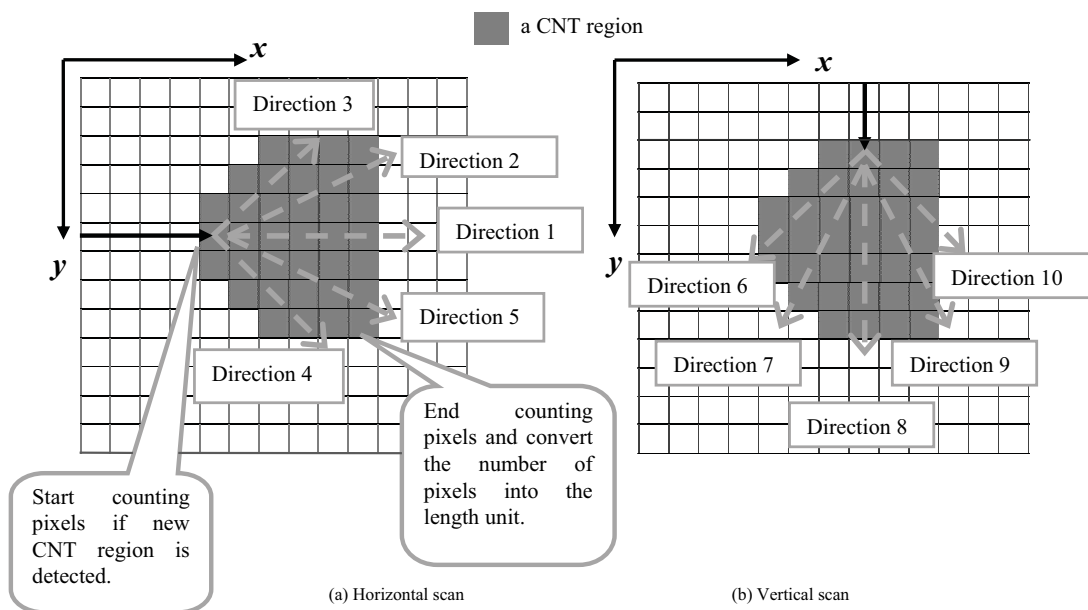 a CNT region
x
y
Direction 3
Direction 2
Direction 1
Direction 5
Direction 4
Start counting
pixels if new
CNT region is
detected.
End counting
pixels and convert
the number of
pixels into the
length unit.
(a) Horizontal scan
x
y
Direction 6
Direction 10
Direction 7
Direction 9
Direction 8
(b) Vertical scan